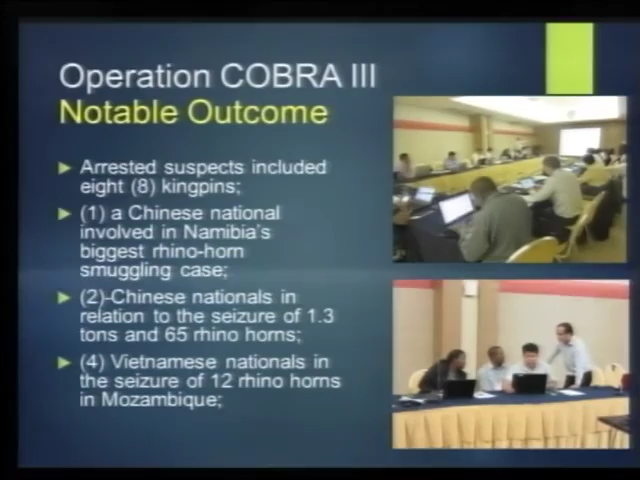 Operation COBRA III
Notable Outcome
Arrested suspects included
eight (8) kingpins;
(1) a Chinese national
involved in Namibia's
biggest rhino-horn
smuggling case;
(2)-Chinese nationals in
relation to the seizure of 1.3
tons and 65 rhino horns;
(4) Vietnamese nationals in
the seizure of 12 rhino horns
in Mozambique;